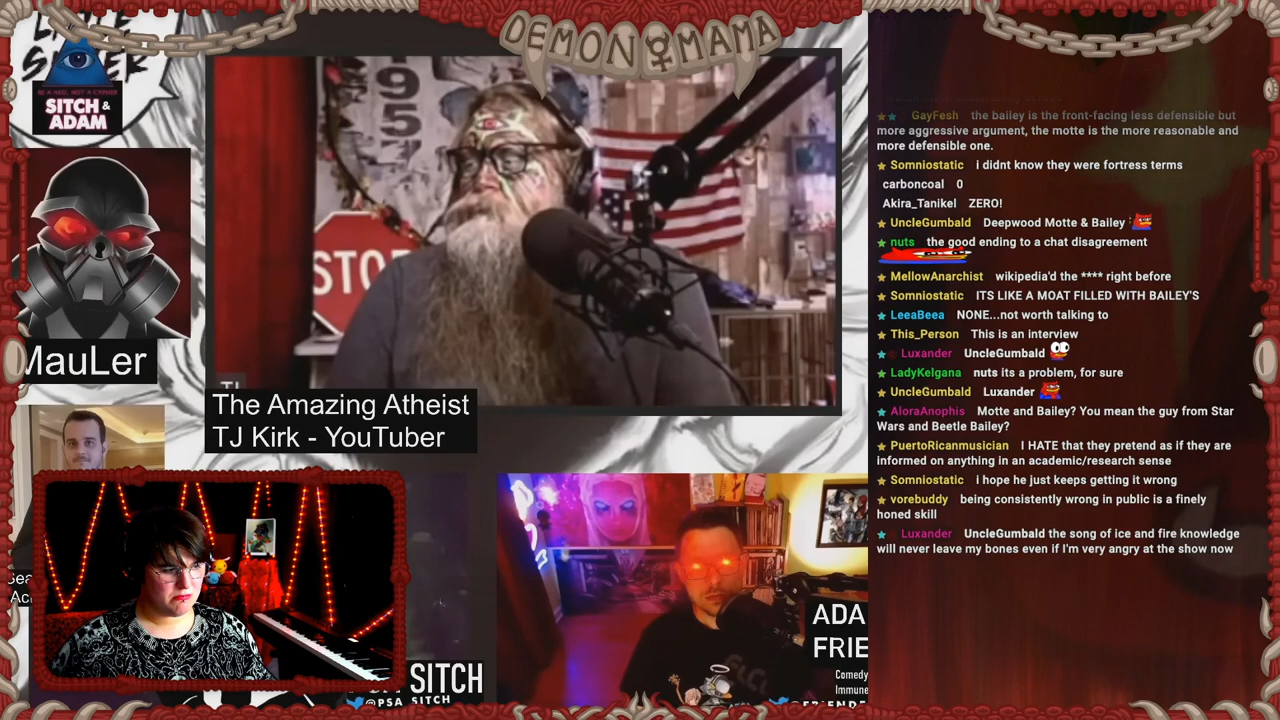 DEMON MAMA
SITCH &
ADAM
1957
STO
MauLer
The Amazing Atheist
TJ Kirk - YouTuber
SITCH
@PSA_SITCH
ADA
FRIE
Comedy
Immune
GayFesh the bailey is the front-facing less defensible but
more aggressive argument, the motte is the more reasonable and
more defensible one.
Somniostatic i didnt know they were fortress terms
carboncoal 0
Akira_Tanikel ZERO!
UncleGumbald Deepwood Motte & Bailey
nuts the good ending to a chat disagreement
MellowAnarchist wikipedia'd the **** right before
Somniostatic ITS LIKE A MOAT FILLED WITH BAILEY'S
LeeaBeea NONE...not worth talking to
This_Person This is an interview
Luxander UncleGumbald
LadyKelgana nuts its a problem, for sure
UncleGumbald Luxander
AloraAnophis Motte and Bailey? You mean the guy from Star
Wars and Beetle Bailey?
PuertoRicanmusician I HATE that they pretend as if they are
informed on anything in an academic/research sense
Somniostatic i hope he just keeps getting it wrong
vorebuddy being consistently wrong in public is a finely
honed skill
Luxander UncleGumbald the song of ice and fire knowledge
will never leave my bones even if I'm very angry at the show now